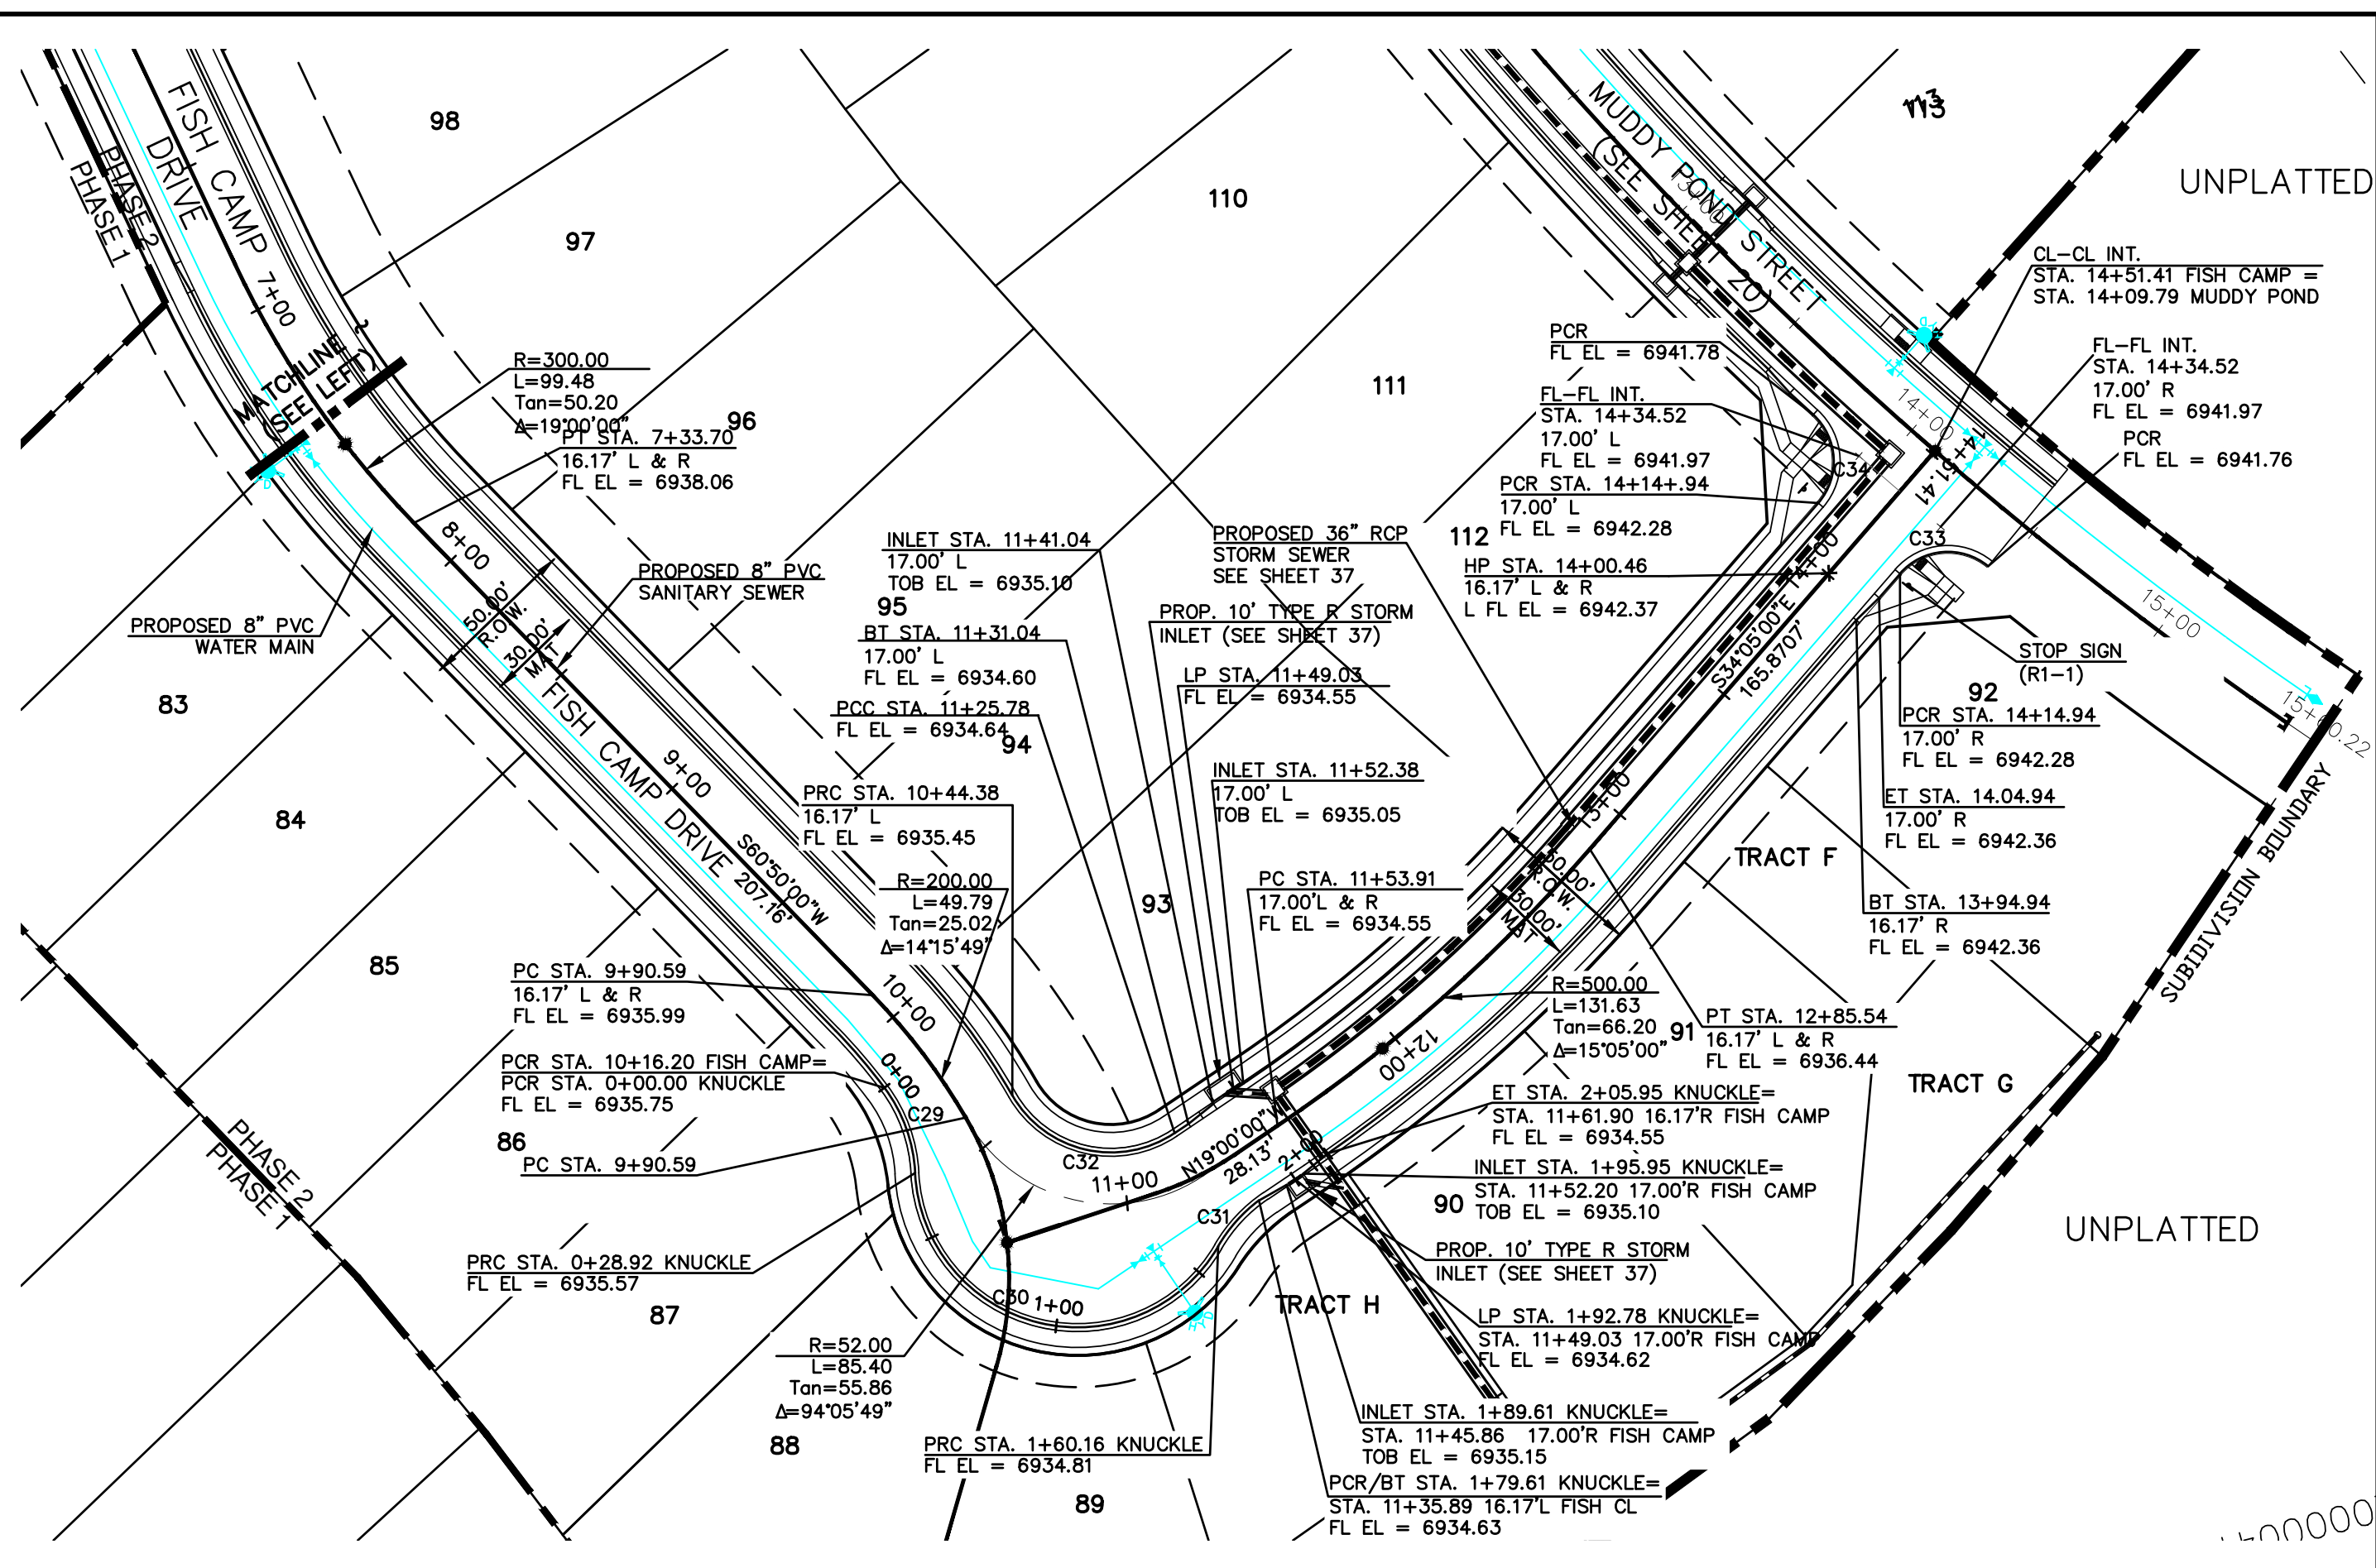 FISH CAMP
DRIVE
PHASE 2
PHASE 1
98
97
7+00
MATCHLINE 2
(SEE LEFT)
R=300.00
L=99.48
Tan=50.20
Δ=19°00'00"
PT STA. 7+33.70
16.17' L & R
FL EL = 6938.06
96
8+00
50.00'
R.O.W.
30.00'
MAT
PROPOSED 8" PVC
SANITARY SEWER
PROPOSED 8" PVC
WATER MAIN
83
84
85
86
87
88
89
FISH CAMP DRIVE
9+00
S60°50'00"W
207.16'
INLET STA. 11+41.04
17.00' L
TOB EL = 6935.10
95
BT STA. 11+31.04
17.00' L
FL EL = 6934.60
PCC STA. 11+25.78
FL EL = 6934.64
94
PRC STA. 10+44.38
16.17' L
FL EL = 6935.45
R=200.00
L=49.79
Tan=25.02
Δ=14°15'49"
PC STA. 9+90.59
16.17' L & R
FL EL = 6935.99
10+00
0+00
PCR STA. 10+16.20 FISH CAMP=
PCR STA. 0+00.00 KNUCKLE
FL EL = 6935.75
C29
PC STA. 9+90.59
PRC STA. 0+28.92 KNUCKLE
FL EL = 6935.57
PHASE 2
PHASE 1
R=52.00
L=85.40
Tan=55.86
Δ=94°05'49"
C30
1+00
C32
11+00
C31
PRC STA. 1+60.16 KNUCKLE
FL EL = 6934.81
110
111
PROPOSED 36" RCP
STORM SEWER
SEE SHEET 37
PROP. 10' TYPE R STORM
INLET (SEE SHEET 37)
LP STA. 11+49.03
FL EL = 6934.55
INLET STA. 11+52.38
17.00' L
TOB EL = 6935.05
93
PC STA. 11+53.91
17.00'L & R
FL EL = 6934.55
N19°00'00"
28.13'
2+00
12+00
MUDDY POND STREET
(SEE SHEET 20)
13+00
113
UNPLATTED
CL-CL INT.
STA. 14+51.41 FISH CAMP =
STA. 14+09.79 MUDDY POND
FL-FL INT.
STA. 14+34.52
17.00' R
FL EL = 6941.97
PCR
FL EL = 6941.76
PCR
FL EL = 6941.78
FL-FL INT.
STA. 14+34.52
17.00' L
FL EL = 6941.97
PCR STA. 14+14+.94
17.00' L
FL EL = 6942.28
112
HP STA. 14+00.46
16.17' L & R
L FL EL = 6942.37
C34
14+00
14+51.41
C33
14+00
S34°05'00"E
165.8707'
13+00
15+00
15+60.22
STOP SIGN
(R1-1)
92
PCR STA. 14+14.94
17.00' R
FL EL = 6942.28
ET STA. 14.04.94
17.00' R
FL EL = 6942.36
BT STA. 13+94.94
16.17' R
FL EL = 6942.36
TRACT F
SUBDIVISION BOUNDARY
50.00'
R.O.W.
30.00'
MAT
R=500.00
L=131.63
Tan=66.20
Δ=15°05'00"
91
PT STA. 12+85.54
16.17' L & R
FL EL = 6936.44
TRACT G
ET STA. 2+05.95 KNUCKLE=
STA. 11+61.90 16.17'R FISH CAMP
FL EL = 6934.55
INLET STA. 1+95.95 KNUCKLE=
STA. 11+52.20 17.00'R FISH CAMP
TOB EL = 6935.10
90
PROP. 10' TYPE R STORM
INLET (SEE SHEET 37)
TRACT H
LP STA. 1+92.78 KNUCKLE=
STA. 11+49.03 17.00'R FISH CAMP
FL EL = 6934.62
INLET STA. 1+89.61 KNUCKLE=
STA. 11+45.86 17.00'R FISH CAMP
TOB EL = 6935.15
PCR/BT STA. 1+79.61 KNUCKLE=
STA. 11+35.89 16.17'L FISH CL
FL EL = 6934.63
UNPLATTED